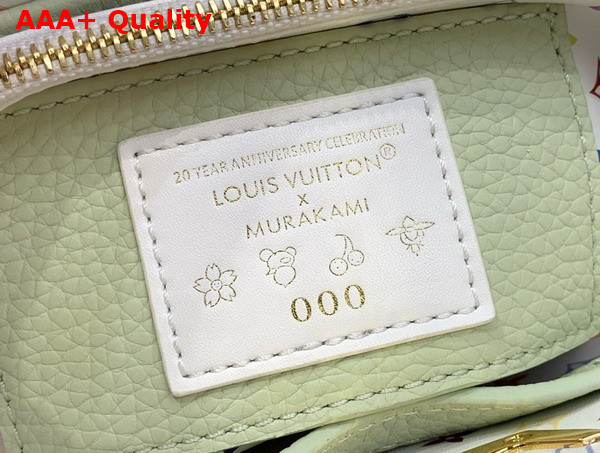 AAA+ Quality
20 YEAR ANNIVERSARY CELEBRATION
LOUIS VUITTON®
x
MURAKAMI
000